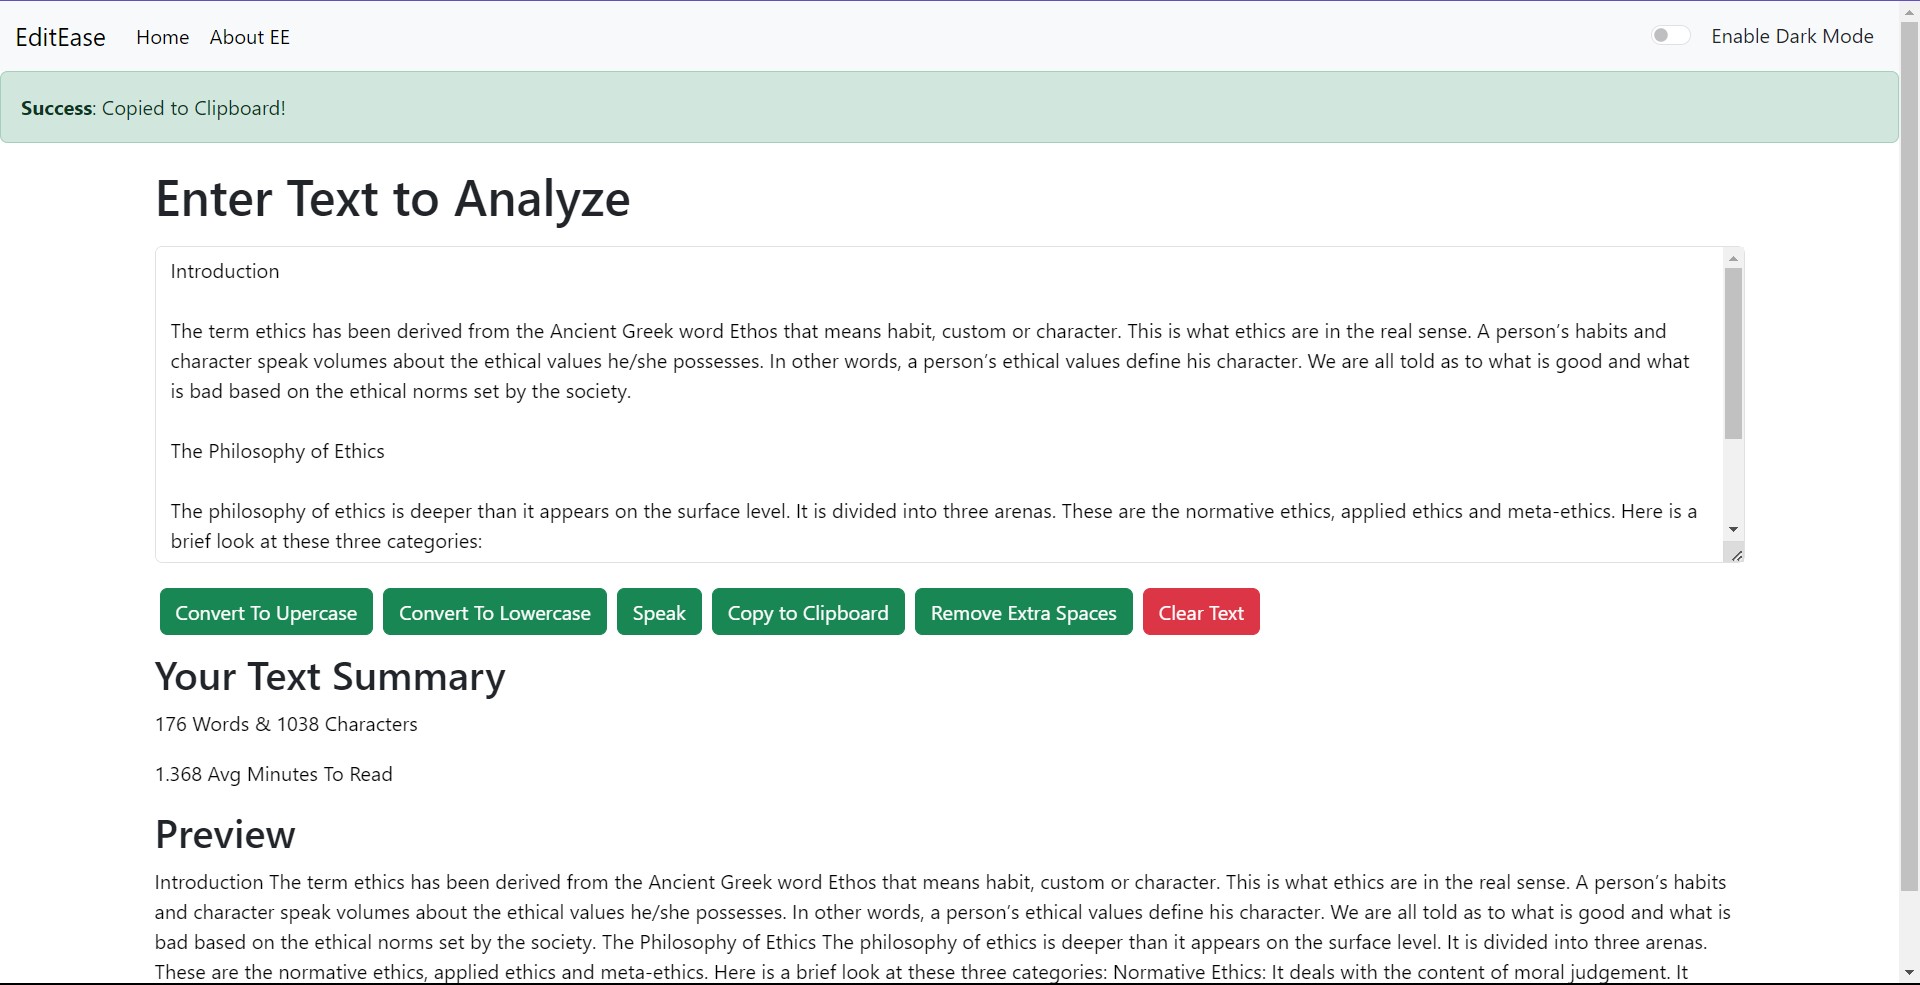 EditEase Home About EE Enable Dark Mode
Success: Copied to Clipboard!
Enter Text to Analyze
Introduction
The term ethics has been derived from the Ancient Greek word Ethos that means habit, custom or character. This is what ethics are in the real sense. A person’s habits and
character speak volumes about the ethical values he/she possesses. In other words, a person’s ethical values define his character. We are all told as to what is good and what
is bad based on the ethical norms set by the society.
The Philosophy of Ethics
The philosophy of ethics is deeper than it appears on the surface level. It is divided into three arenas. These are the normative ethics, applied ethics and meta-ethics. Here is a
brief look at these three categories:
Convert To Upercase Convert To Lowercase Speak Copy to Clipboard Remove Extra Spaces Clear Text
Your Text Summary
176 Words & 1038 Characters
1.368 Avg Minutes To Read
Preview
Introduction The term ethics has been derived from the Ancient Greek word Ethos that means habit, custom or character. This is what ethics are in the real sense. A person’s habits
and character speak volumes about the ethical values he/she possesses. In other words, a person’s ethical values define his character. We are all told as to what is good and what is
bad based on the ethical norms set by the society. The Philosophy of Ethics The philosophy of ethics is deeper than it appears on the surface level. It is divided into three arenas.
These are the normative ethics, applied ethics and meta-ethics. Here is a brief look at these three categories: Normative Ethics: It deals with the content of moral judgement. It